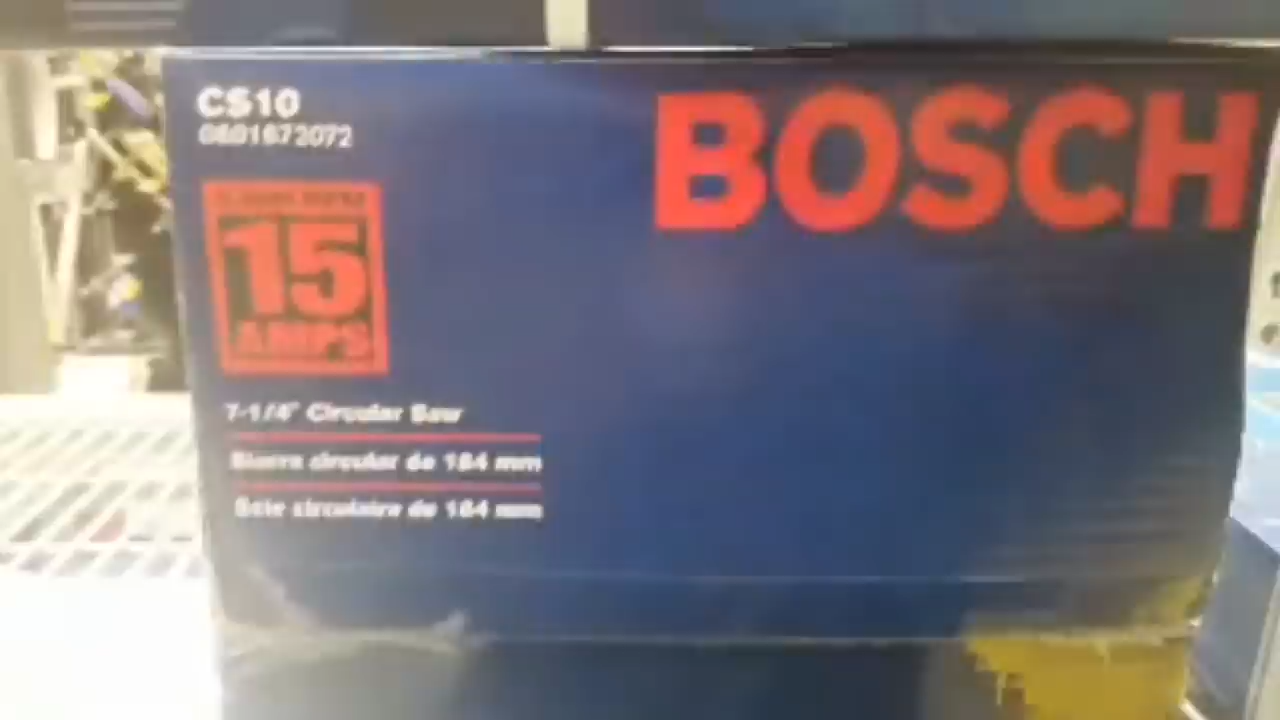 CS10
0601672072
BOSCH
15
AMPS
7-1/4" Circular Saw
Sierra circular de 184 mm
Scie circulaire de 184 mm